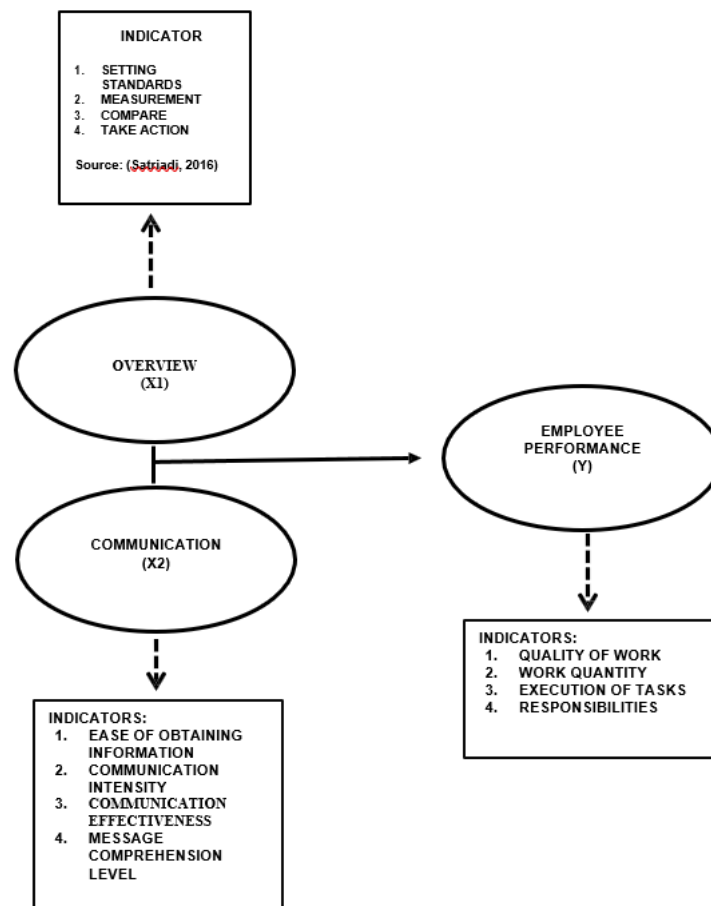 INDICATOR
1. SETTING
STANDARDS
2. MEASUREMENT
3. COMPARE
4. TAKE ACTION
Source: (Satriadi, 2016)
OVERVIEW
(X1)
EMPLOYEE
PERFORMANCE
(Y)
COMMUNICATION
(X2)
INDICATORS:
1. QUALITY OF WORK
2. WORK QUANTITY
3. EXECUTION OF TASKS
4. RESPONSIBILITIES
INDICATORS:
1. EASE OF OBTAINING
INFORMATION
2. COMMUNICATION
INTENSITY
3. COMMUNICATION
EFFECTIVENESS
4. MESSAGE
COMPREHENSION
LEVEL